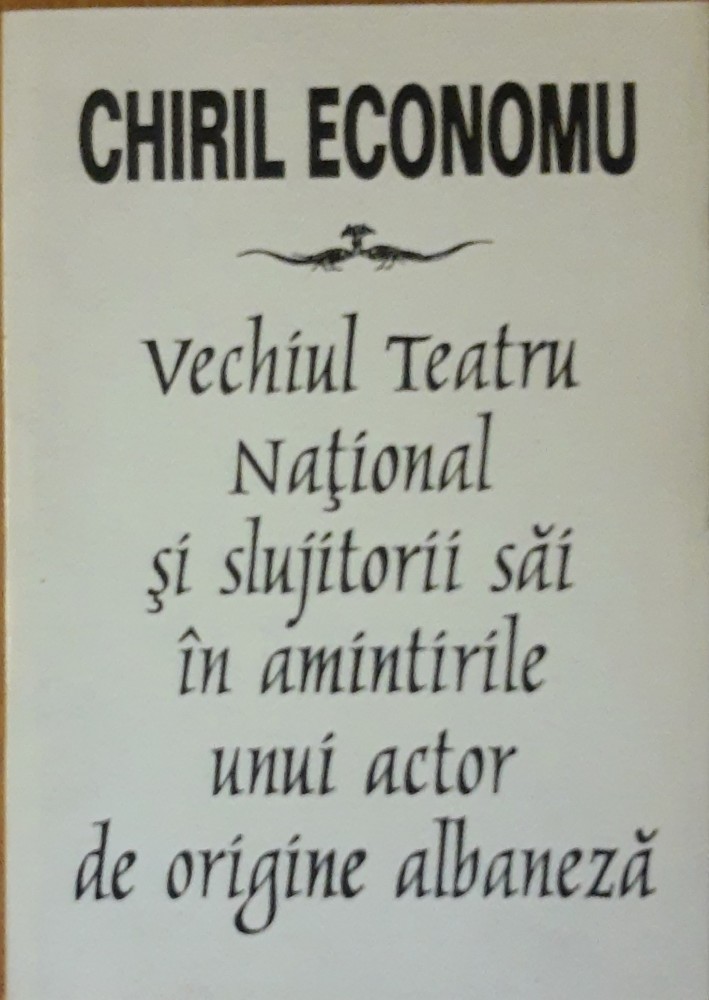 CHIRIL ECONOMU
Vechiul Teatru
Naţional
şi slujitorii săi
în amintirile
unui actor
de origine albaneză